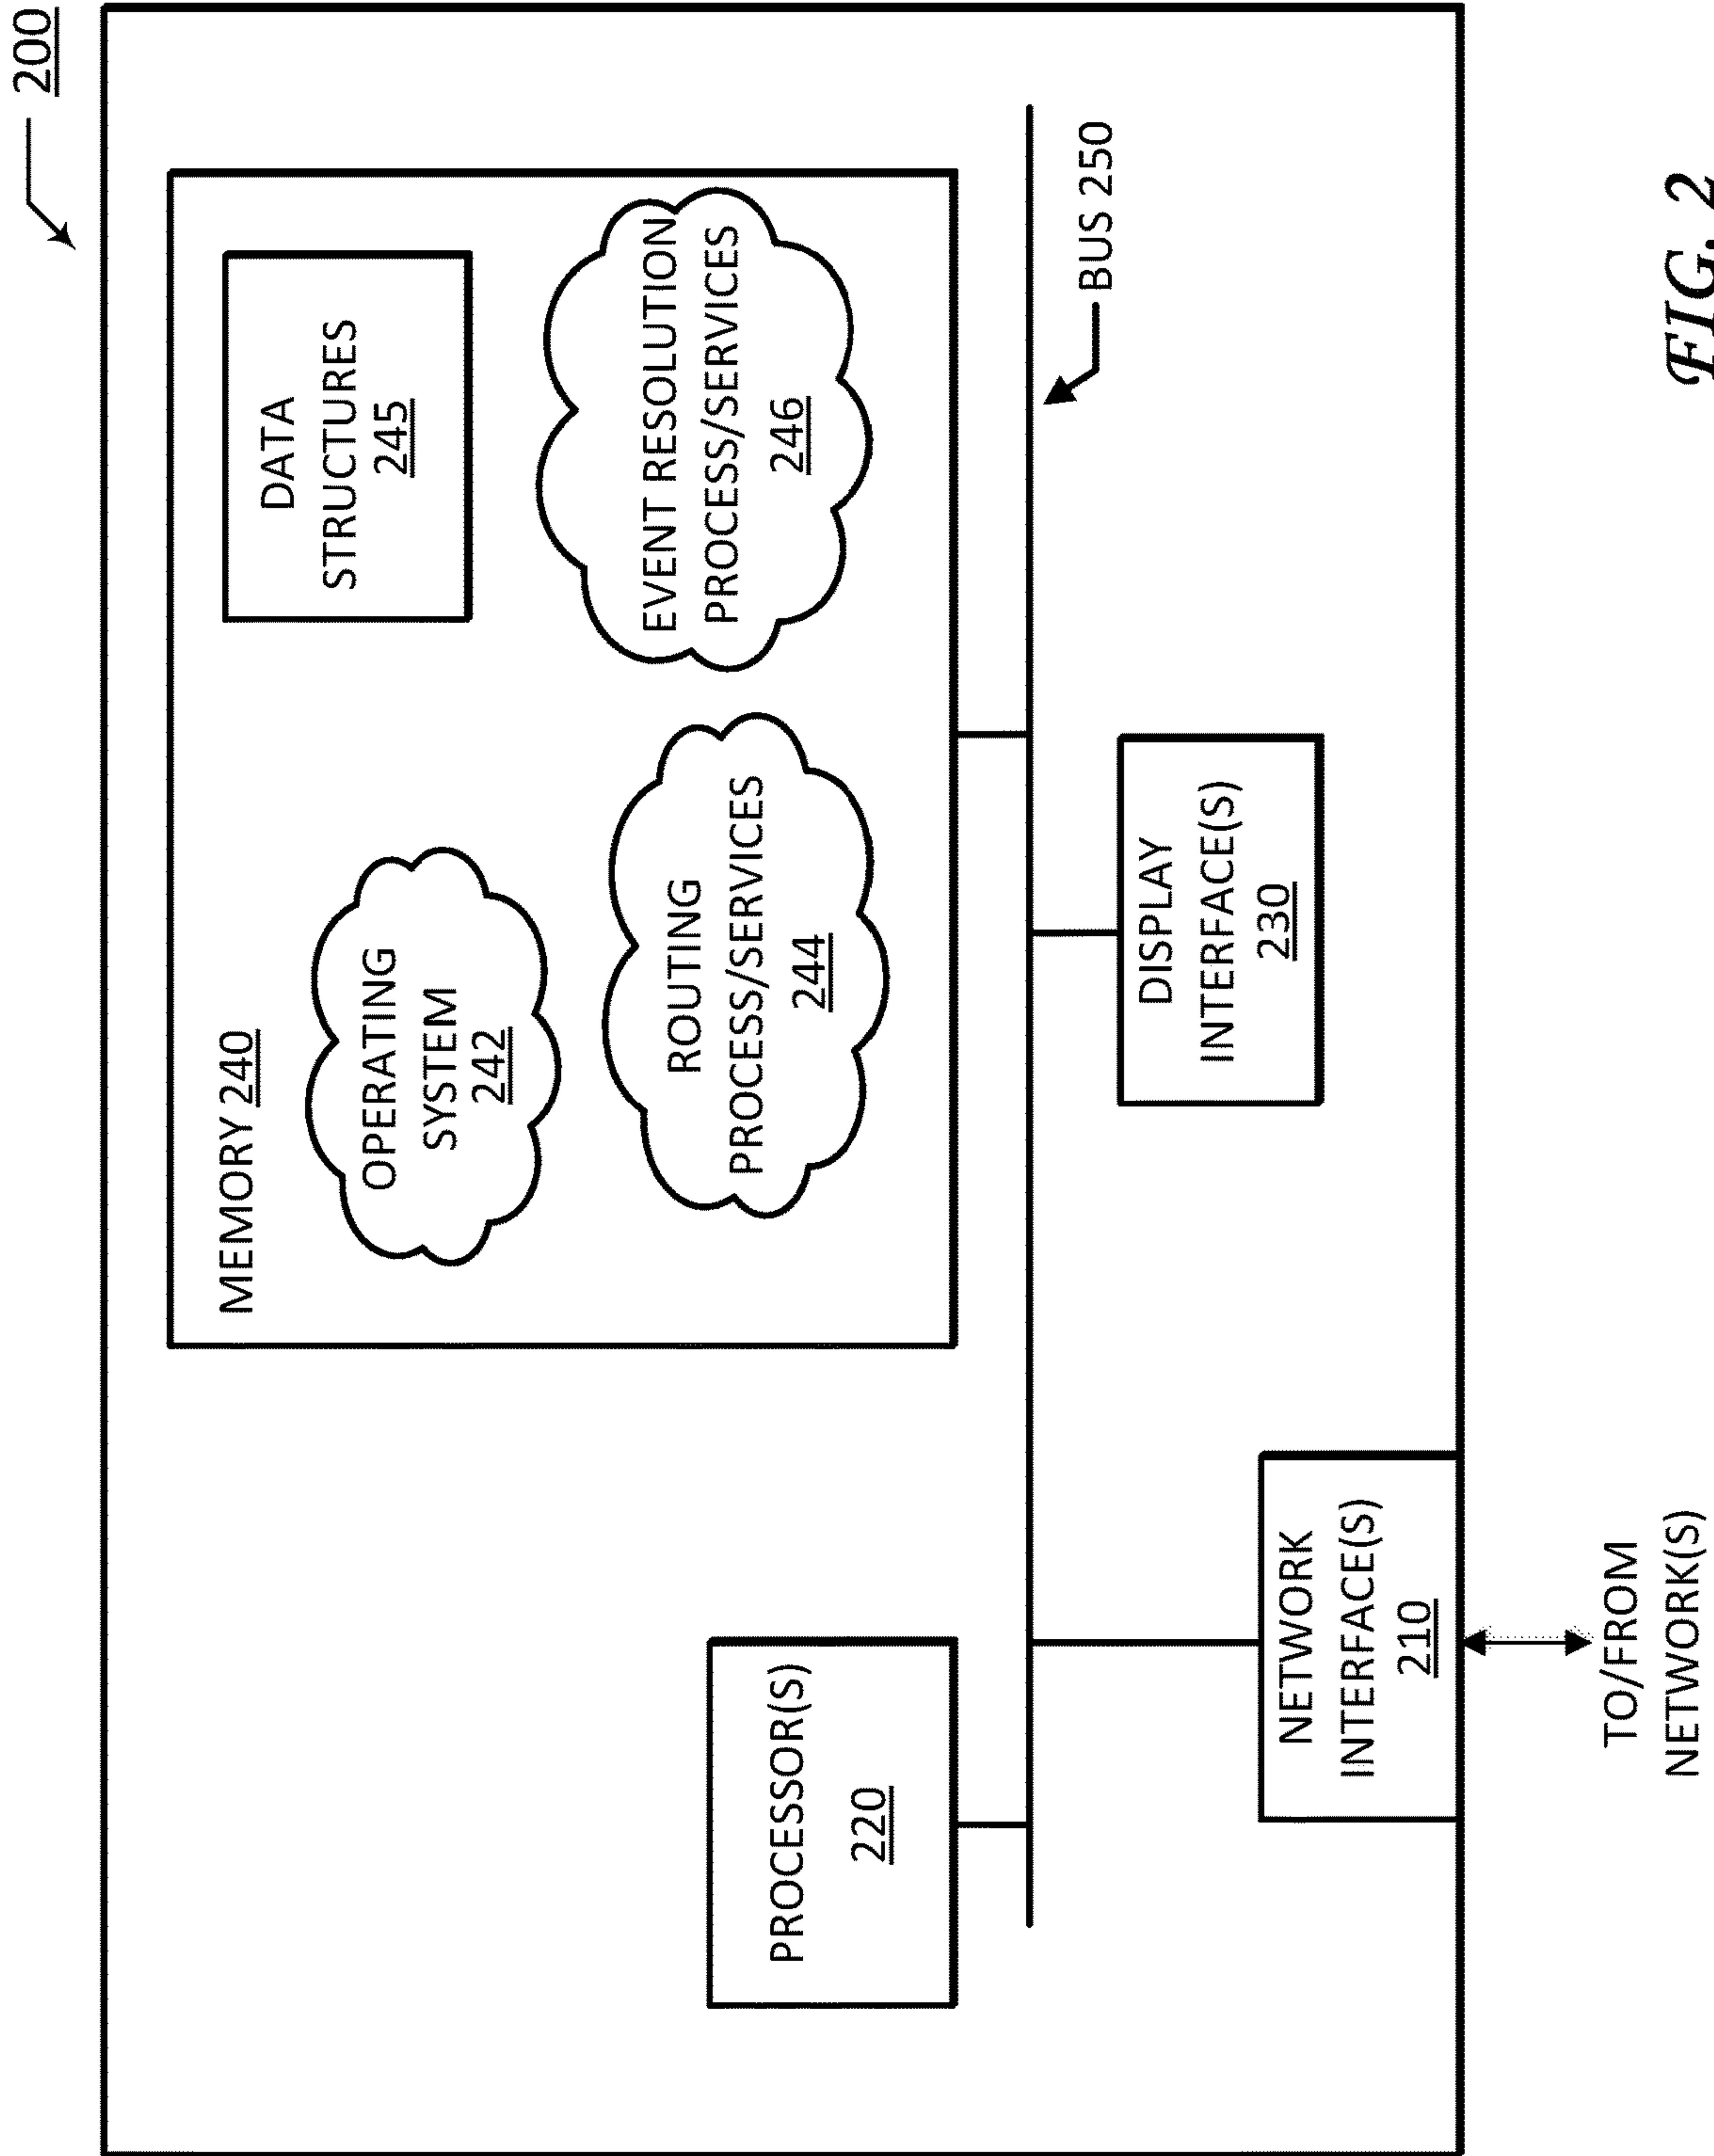 200
MEMORY 240
OPERATING
SYSTEM
242
DATA
STRUCTURES
245
ROUTING
PROCESS/SERVICES
244
EVENT RESOLUTION
PROCESS/SERVICES
246
PROCESSOR(S)
220
BUS 250
NETWORK
INTERFACE(S)
210
DISPLAY
INTERFACE(S)
230
TO/FROM
NETWORK(S)
FIG. 2